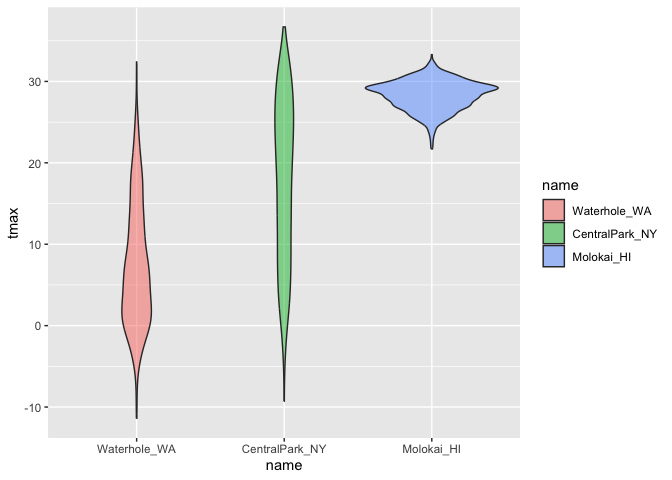 tmax
30
20
10
0
-10
Waterhole_WA
CentralPark_NY
Molokai_HI
name
name
Waterhole_WA
CentralPark_NY
Molokai_HI